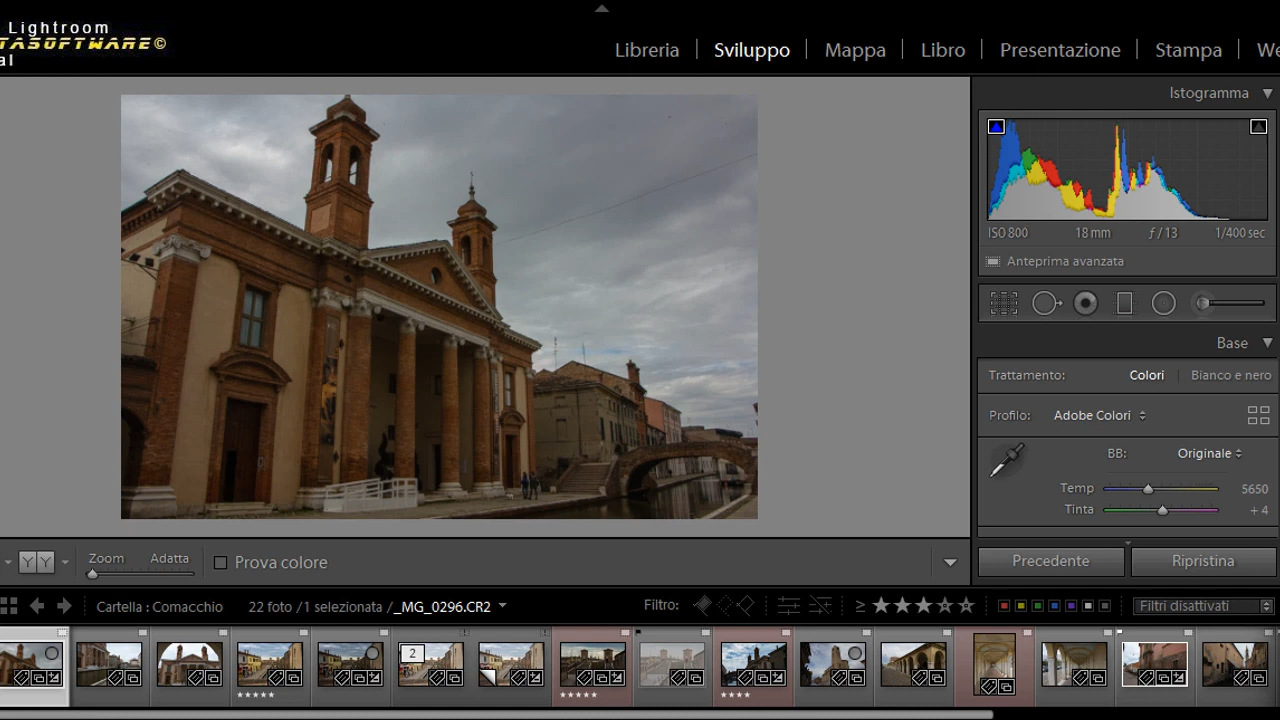 Lightroom
TASOFTWARE©
al
Libreria Sviluppo Mappa Libro Presentazione Stampa We
Istogramma
ISO 800 18 mm ƒ / 13 1/400 sec
Anteprima avanzata
Base
Trattamento: Colori Bianco e nero
Profilo: Adobe Colori
BB: Originale
Temp 5650
Tinta + 4
Precedente Ripristina
YY Zoom Adatta Prova colore
Cartella : Comacchio 22 foto /1 selezionata /_MG_0296.CR2 Filtro: ≥ Filtri disattivati
2